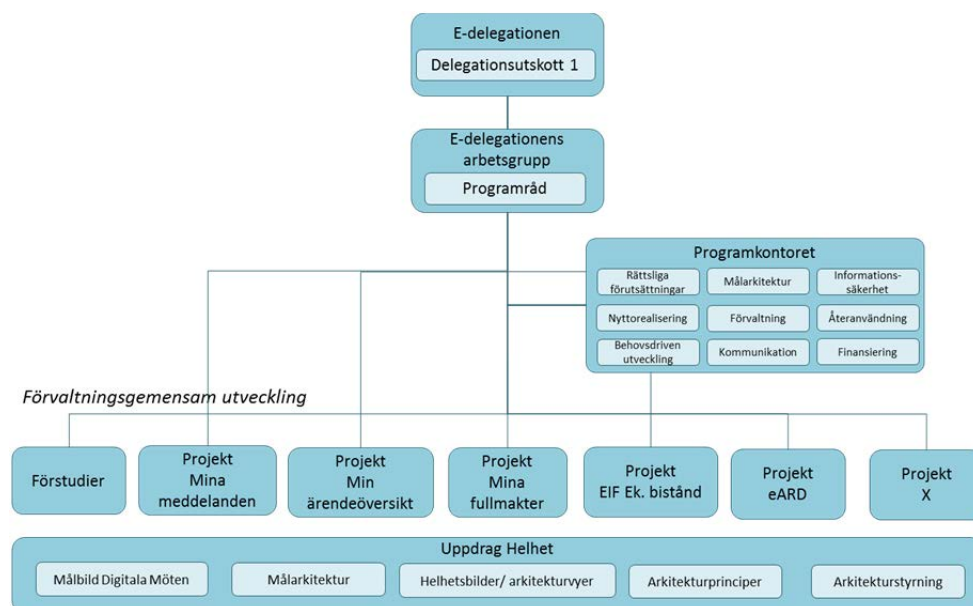 E-delegationen
Delegationsutskott 1
E-delegationens
arbetsgrupp
Programråd
Programkontoret
Rättsliga
förutsättningar
Målarkitektur
Informations-
säkerhet
Nyttorealisering
Förvaltning
Återanvändning
Behovsdriven
utveckling
Kommunikation
Finansiering
Förvaltningsgemensam utveckling
Förstudier
Projekt
Mina
meddelanden
Projekt
Min
ärendeöversikt
Projekt
Mina
fullmakter
Projekt
EIF Ek. bistånd
Projekt
eARD
Projekt
X
Uppdrag Helhet
Målbild Digitala Möten
Målarkitektur
Helhetsbilder/ arkitekturvyer
Arkitekturprinciper
Arkitekturstyrning